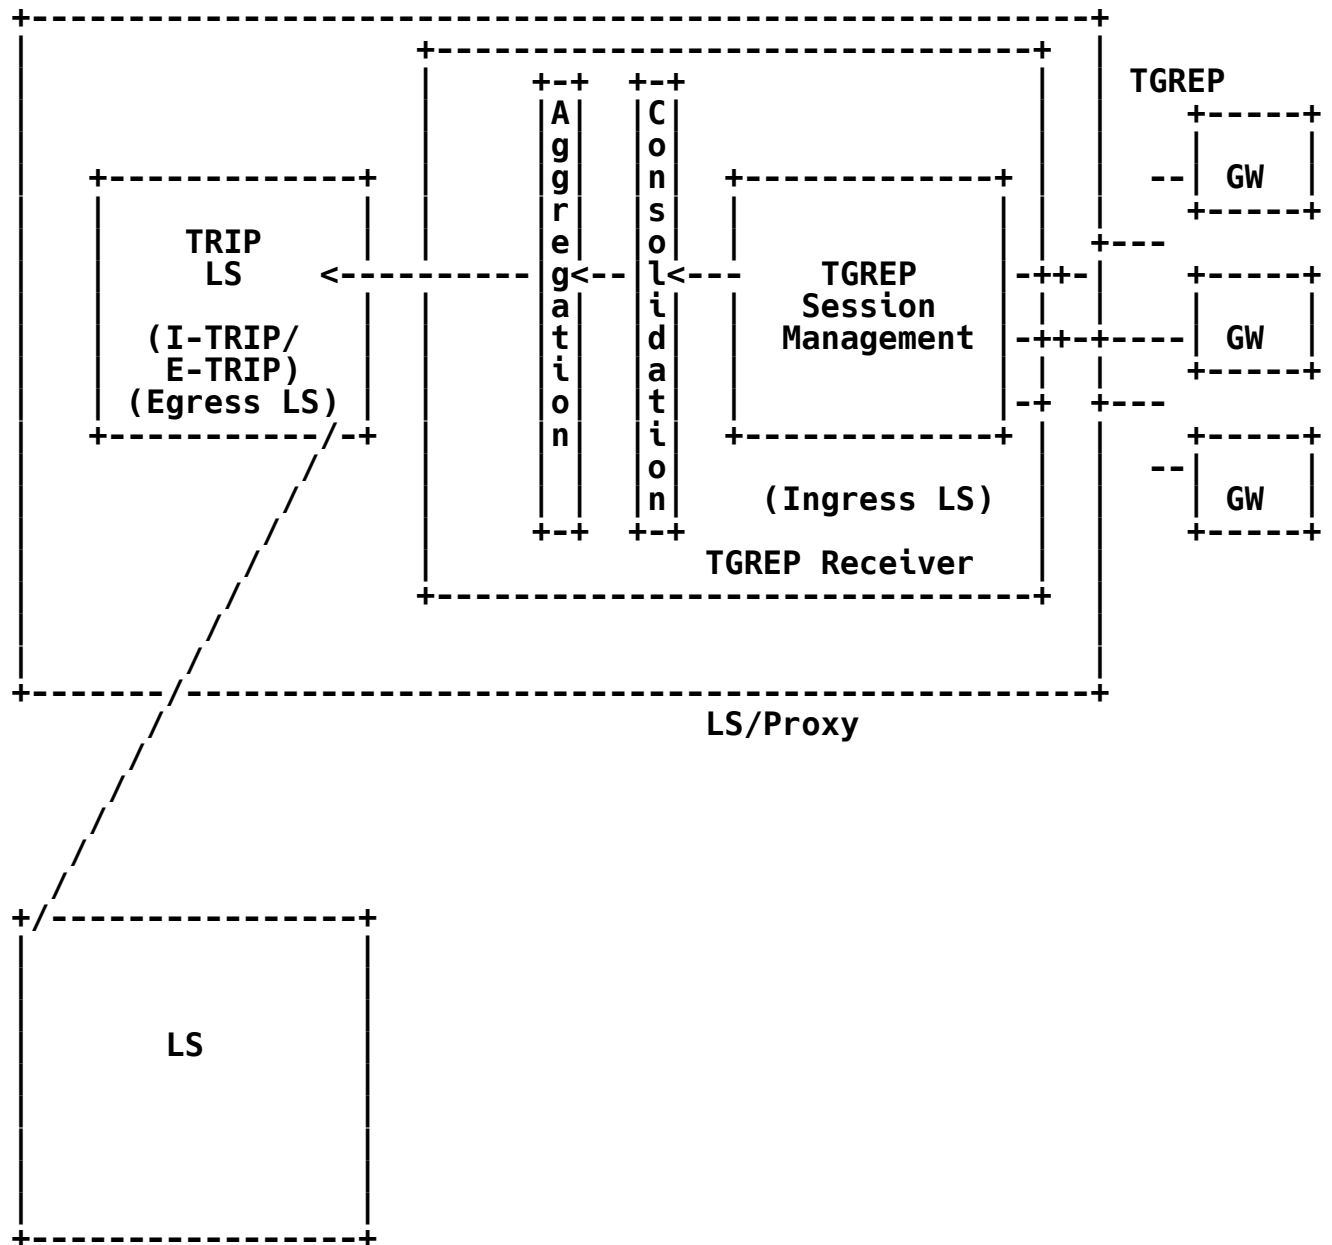 TGREP
Aggregation
Consolidation
GW
TRIP
LS
(I-TRIP/
E-TRIP)
(Egress LS)
TGREP
Session
Management
GW
(Ingress LS)
GW
TGREP Receiver
LS/Proxy
LS